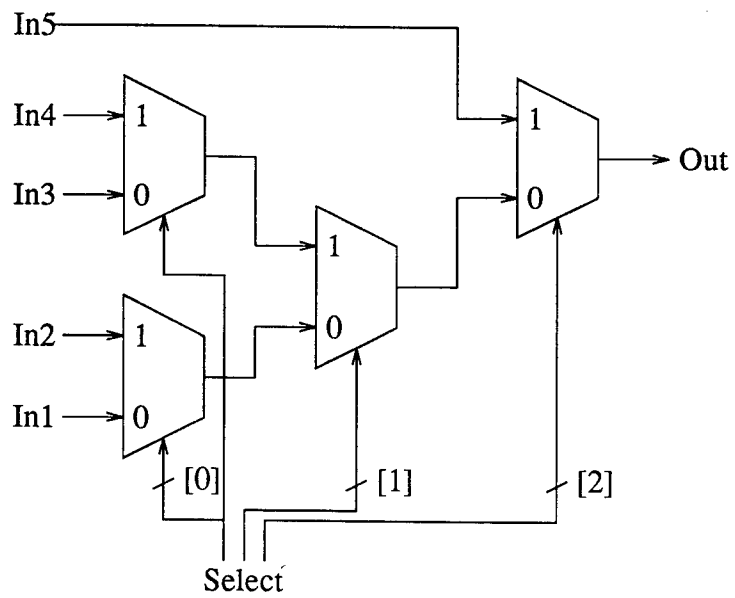 In5
In4 1
In3 0
1
0
Out
1
0
In2 1
In1 0
[0] [1] [2]
Select